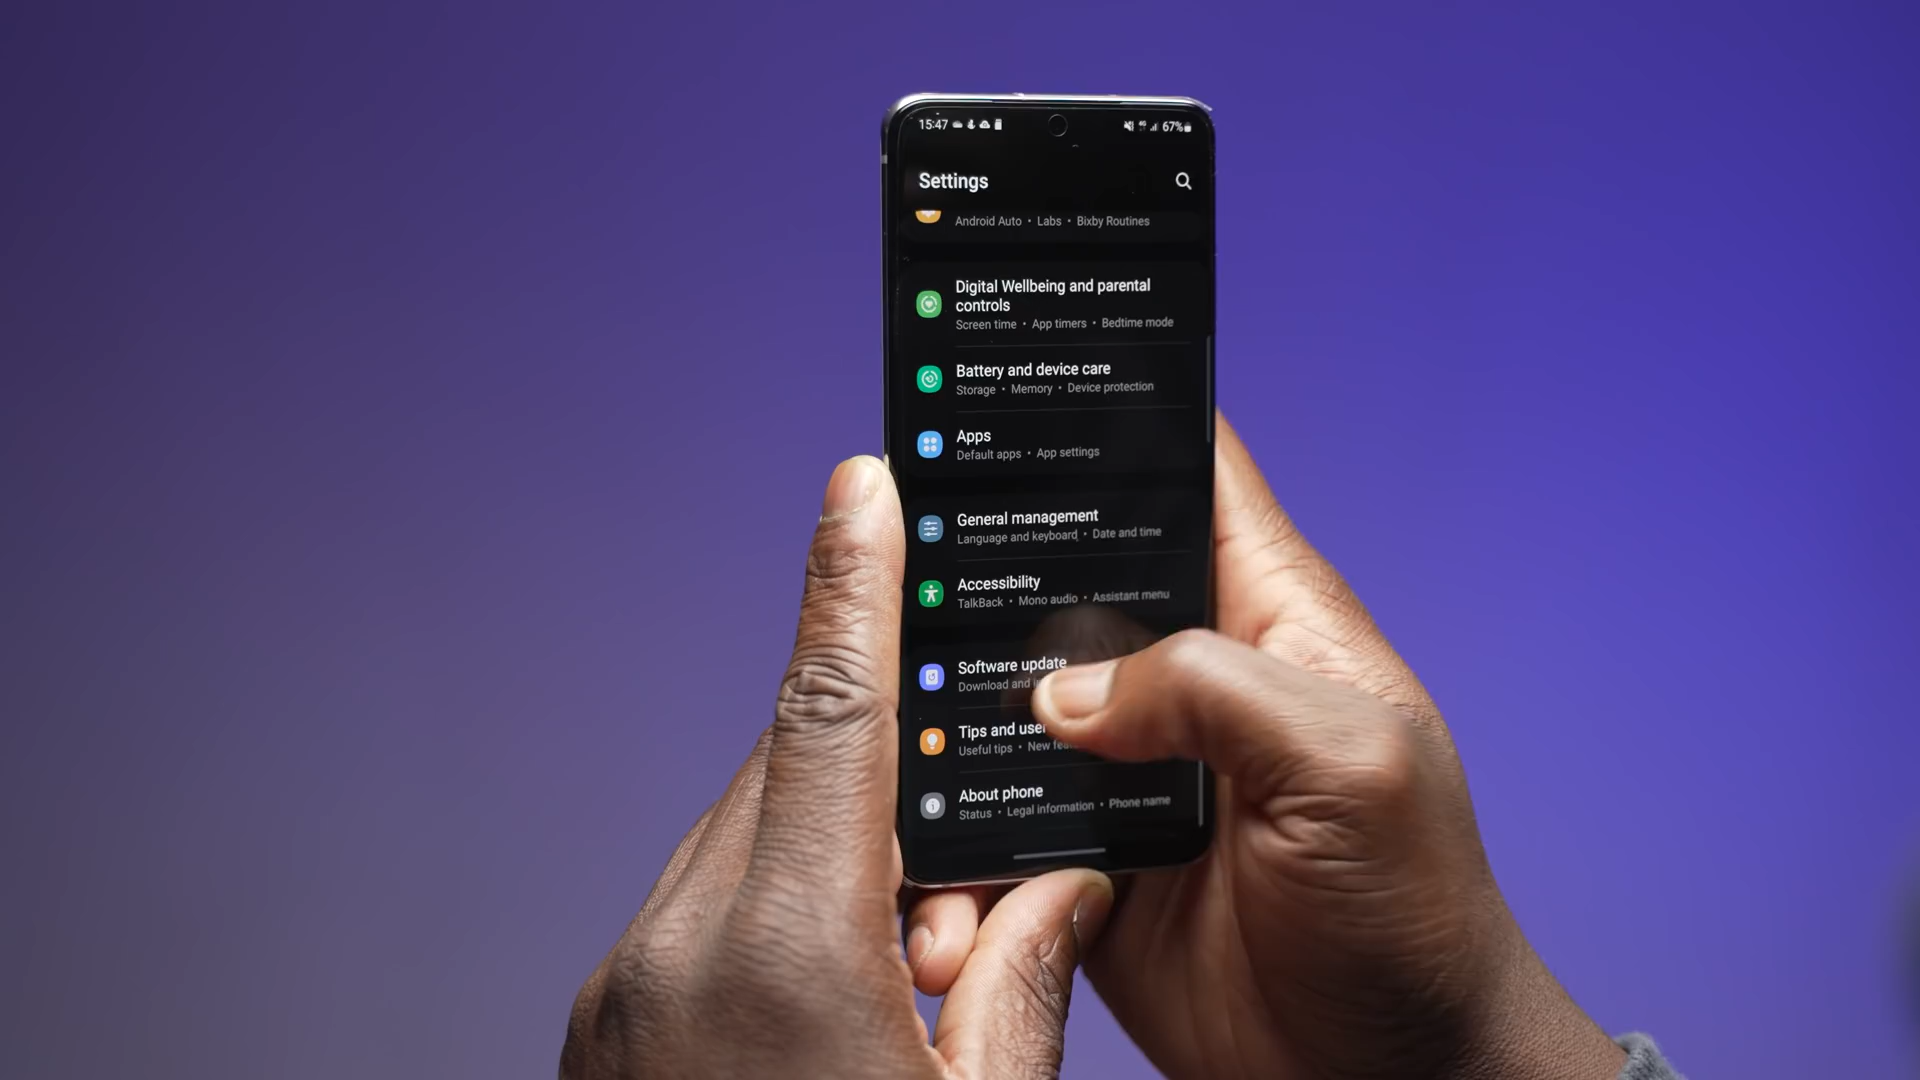 15:47 67%
Settings
Android Auto • Labs • Bixby Routines
Digital Wellbeing and parental
controls
Screen time • App timers • Bedtime mode
Battery and device care
Storage • Memory • Device protection
Apps
Default apps • App settings
General management
Language and keyboard • Date and time
Accessibility
TalkBack • Mono audio • Assistant menu
Software update
Download and
Tips and
Useful tips • New
About phone
Status • Legal information • Phone name